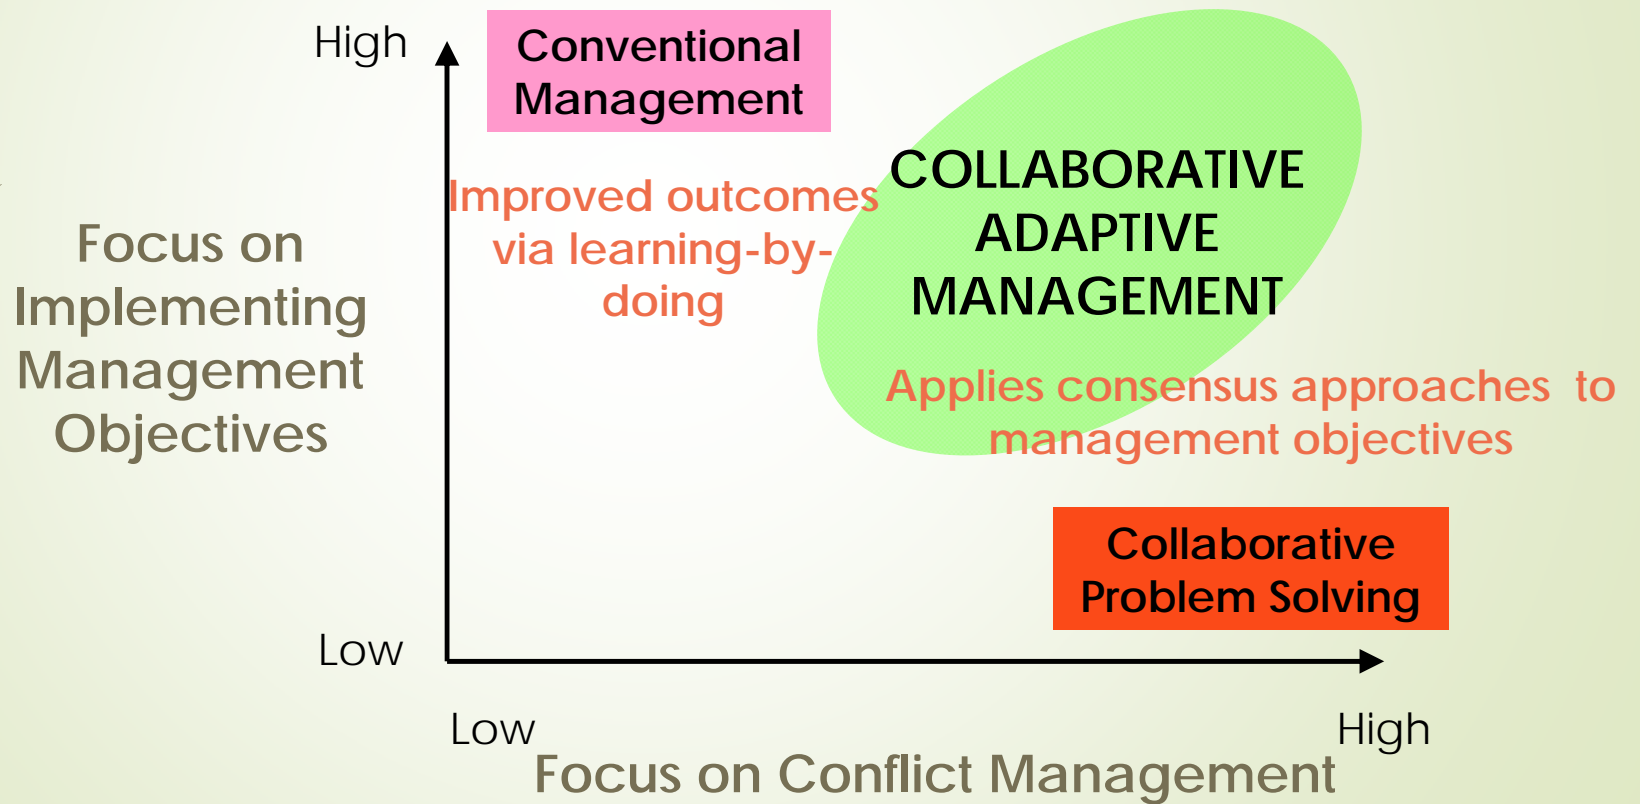 High
Conventional
Management
COLLABORATIVE
ADAPTIVE
MANAGEMENT
Improved outcomes
via learning-by-
doing
Focus on
Implementing
Management
Objectives
Applies consensus approaches to
management objectives
Collaborative
Problem Solving
Low
Low
High
Focus on Conflict Management